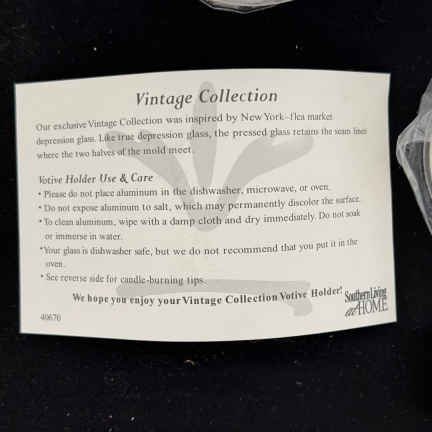 Vintage Collection
Our exclusive Vintage Collection was inspired by New York-flea market
depression glass. Like true depression glass, the pressed glass retains the seam lines
where the two halves of the mold meet.
Votive Holder Use & Care
• Please do not place aluminum in the dishwasher, microwave, or oven.
• Do not expose aluminum to salt, which may permanently discolor the surface.
• To clean aluminum, wipe with a damp cloth and dry immediately. Do not soak
or immerse in water.
• Your glass is dishwasher safe, but we do not recommend that you put it in the
oven.
• See reverse side for candle-burning tips.
We hope you enjoy your Vintage Collection Votive Holder!
Southern Living
at HOME
40670